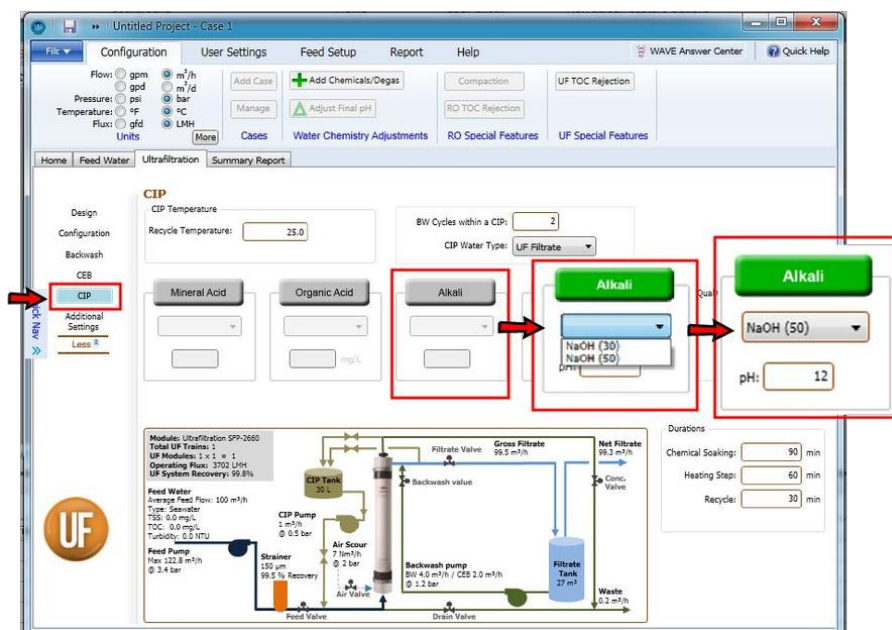 Untitled Project - Case 1
File
Configuration
User Settings
Feed Setup
Report
Help
WAVE Answer Center
Quick Help
Flow: gpm m³/h
gpd m³/d
Pressure: psi bar
Temperature: °F °C
Flux: gfd LMH
Units
More
Add Case
Manage
Cases
Add Chemicals/Degas
Adjust Final pH
Water Chemistry Adjustments
Compaction
RO TOC Rejection
RO Special Features
UF TOC Rejection
UF Special Features
Home
Feed Water
Ultrafiltration
Summary Report
Design
Configuration
Backwash
CEB
CIP
Additional
Settings
Less
Nav
CIP
CIP Temperature
Recycle Temperature: 25.0
BW Cycles within a CIP: 2
CIP Water Type: UF Filtrate
Mineral Acid
Organic Acid
mg/L
Alkali
Alkali
NaOH (30)
NaOH (50)
pH:
Alkali
NaOH (50)
pH: 12
Durations
Chemical Soaking: 90 min
Heating Step: 60 min
Recycle: 30 min
UF
Module: Ultrafiltration SFP-2660
Total UF Trains: 1
UF Modules: 1 x 1 = 1
Operating Flux: 3702 LMH
UF System Recovery: 99.8%
Feed Water
Average Feed Flow: 100 m³/h
Type: Seawater
TSS: 0.0 mg/L
TOC: 0.0 mg/L
Turbidity: 0.0 NTU
Feed Pump
Max 122.8 m³/h
@ 3.4 bar
Strainer
150 µm
99.5 % Recovery
CIP Tank
30 L
CIP Pump
1 m³/h
@ 0.5 bar
Air Scour
7 Nm³/h
@ 2 bar
Air Valve
Feed Valve
Filtrate Valve
Gross Filtrate
99.5 m³/h
Net Filtrate
99.3 m³/h
Backwash value
Conc.
Valve
Backwash pump
BW 4.0 m³/h / CEB 2.0 m³/h
@ 1.2 bar
Filtrate
Tank
27 m³
Waste
0.2 m³/h
Drain Valve